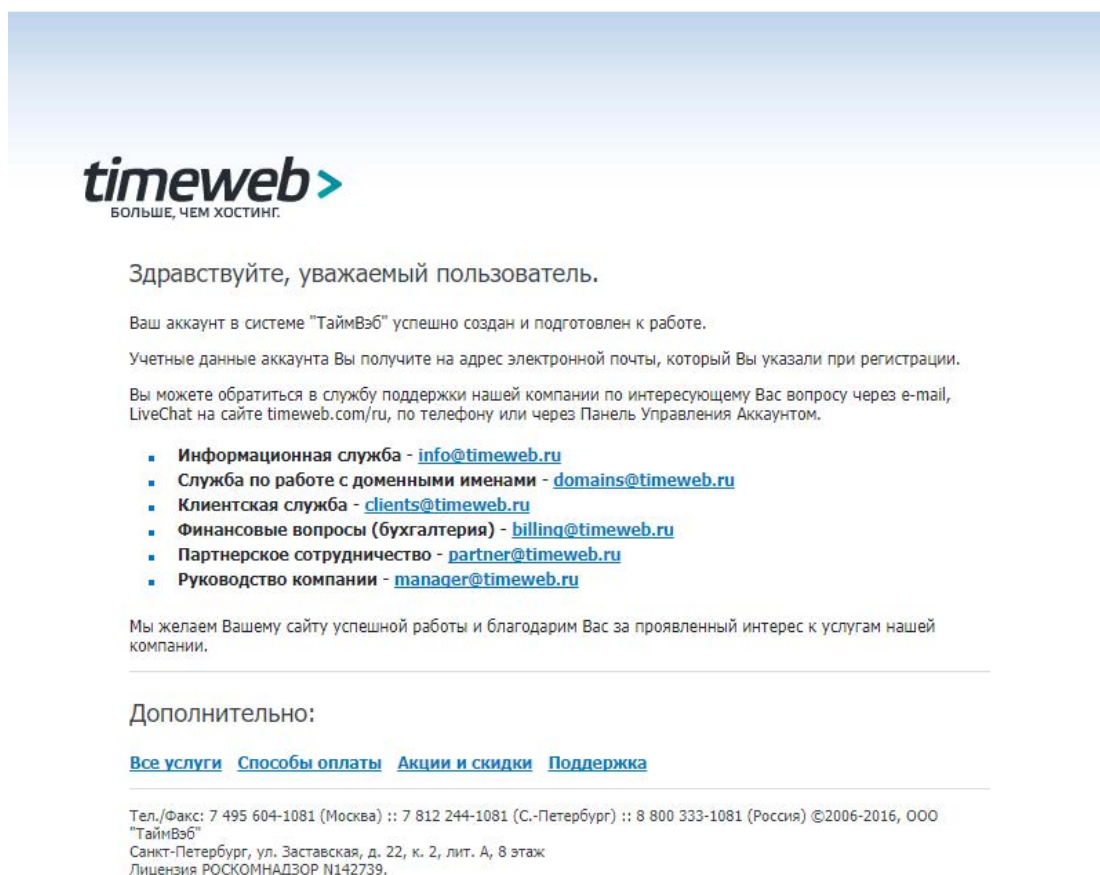 timeweb>
БОЛЬШЕ, ЧЕМ ХОСТИНГ.
Здравствуйте, уважаемый пользователь.
Ваш аккаунт в системе "ТаймВэб" успешно создан и подготовлен к работе.
Учетные данные аккаунта Вы получите на адрес электронной почты, который Вы указали при регистрации.
Вы можете обратиться в службу поддержки нашей компании по интересующему Вас вопросу через e-mail,
LiveChat на сайте timeweb.com/ru, по телефону или через Панель Управления Аккаунтом.
Информационная служба - info@timeweb.ru
Служба по работе с доменными именами - domains@timeweb.ru
Клиентская служба - clients@timeweb.ru
Финансовые вопросы (бухгалтерия) - billing@timeweb.ru
Партнерское сотрудничество - partner@timeweb.ru
Руководство компании - manager@timeweb.ru
Мы желаем Вашему сайту успешной работы и благодарим Вас за проявленный интерес к услугам нашей
компании.
Дополнительно:
Все услуги Способы оплаты Акции и скидки Поддержка
Тел./Факс: 7 495 604-1081 (Москва) :: 7 812 244-1081 (С.-Петербург) :: 8 800 333-1081 (Россия) ©2006-2016, ООО
"ТаймВэб"
Санкт-Петербург, ул. Заставская, д. 22, к. 2, лит. А, 8 этаж
Лицензия РОСКОМНАДЗОР N142739.